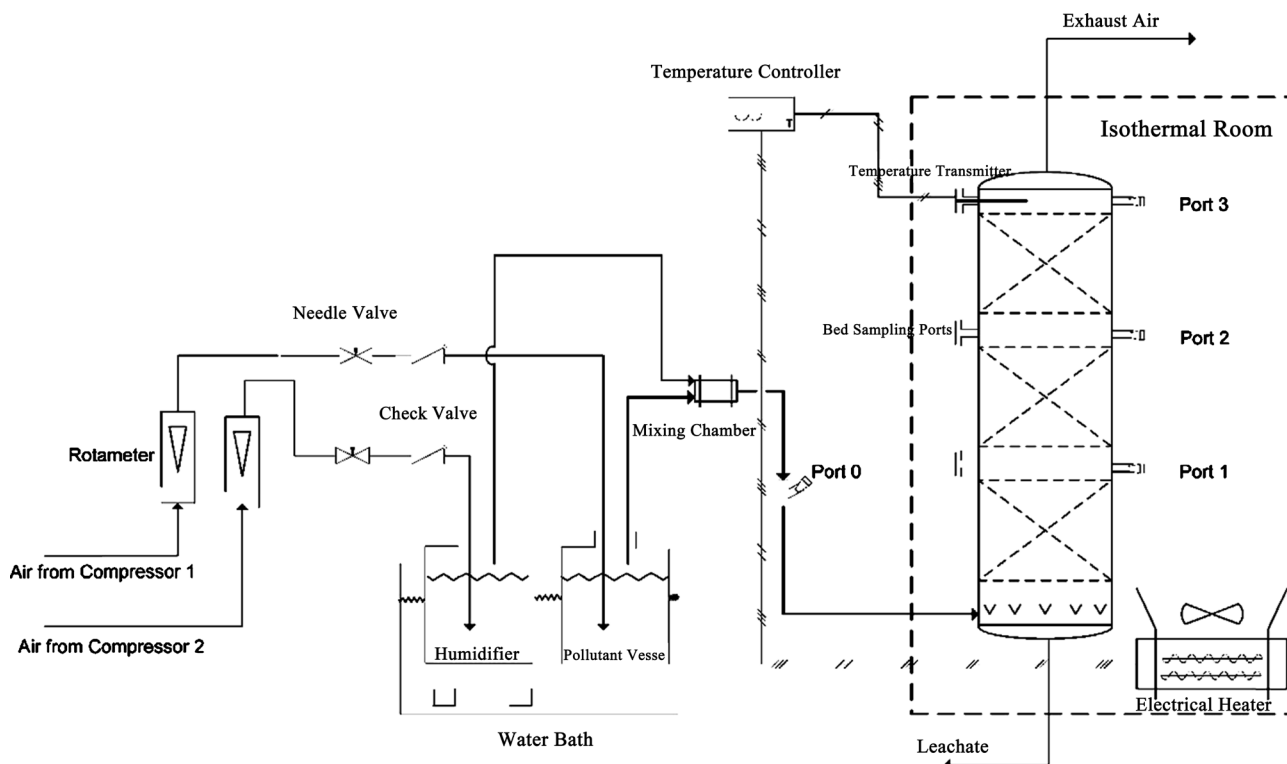 Exhaust Air
Temperature Controller
T
Isothermal Room
Temperature Transmitter
Port 3
Needle Valve
Bed Sampling Ports
Port 2
Check Valve
Mixing Chamber
Rotameter
Port 0
Port 1
Air from Compressor 1
Air from Compressor 2
Humidifier
Pollutant Vesse
Electrical Heater
Water Bath
Leachate